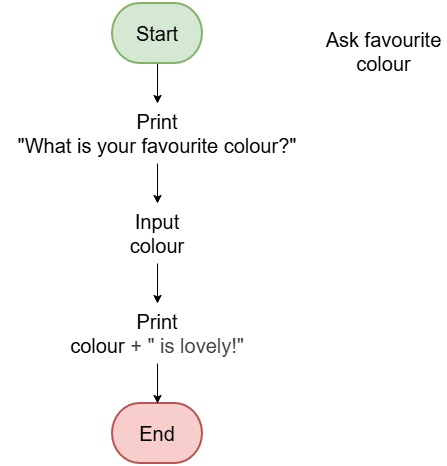 Start
Ask favourite
colour
Print
"What is your favourite colour?"
Input
colour
Print
colour + " is lovely!"
End